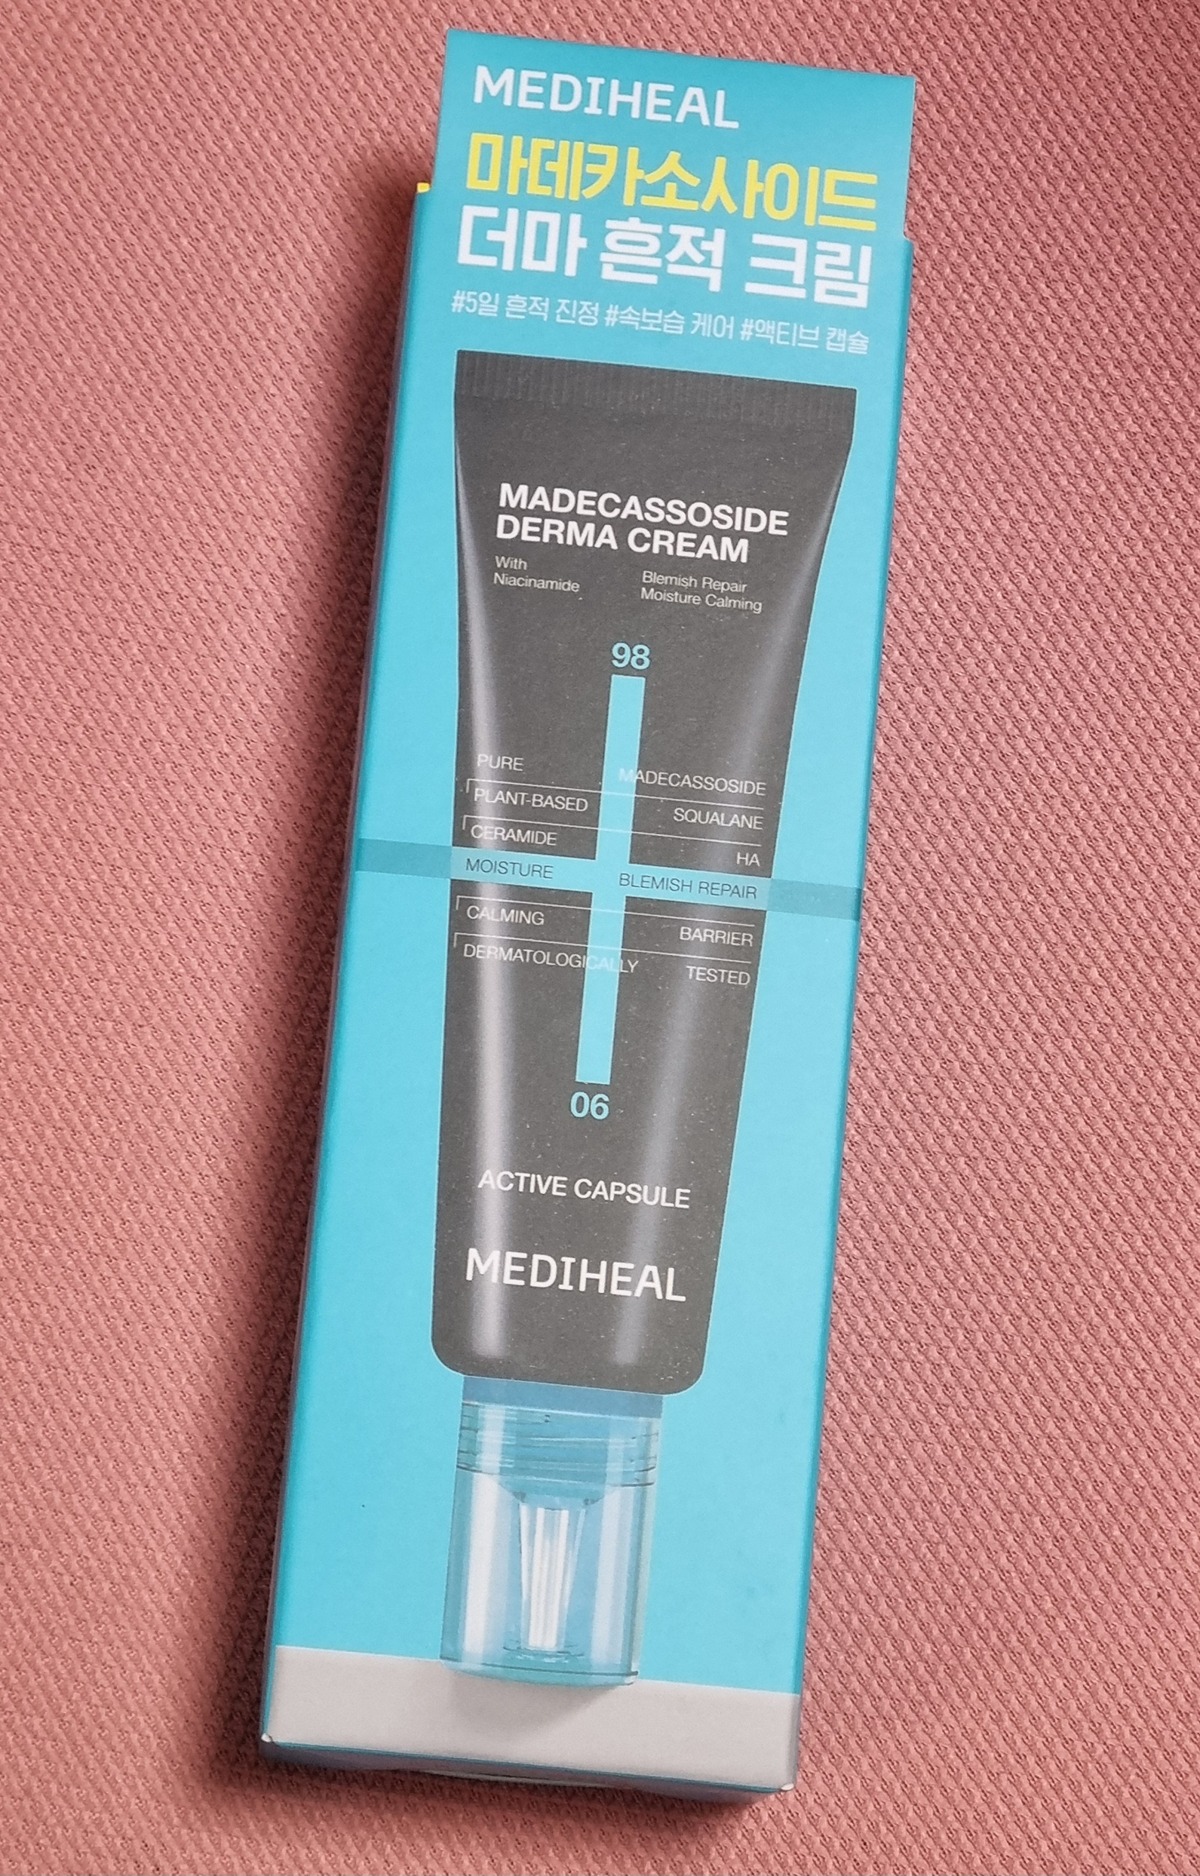 MEDIHEAL
마데카소사이드
더마 흔적 크림
#5일 흔적 진정 #속보습 케어 #액티브 캡슐
MADECASSOSIDE
DERMA CREAM
With
Niacinamide
Blemish Repair
Moisture Calming
98
PURE MADECASSOSIDE
PLANT-BASED SQUALANE
CERAMIDE HA
MOISTURE BLEMISH REPAIR
CALMING BARRIER
DERMATOLOGICALLY TESTED
06
ACTIVE CAPSULE
MEDIHEAL